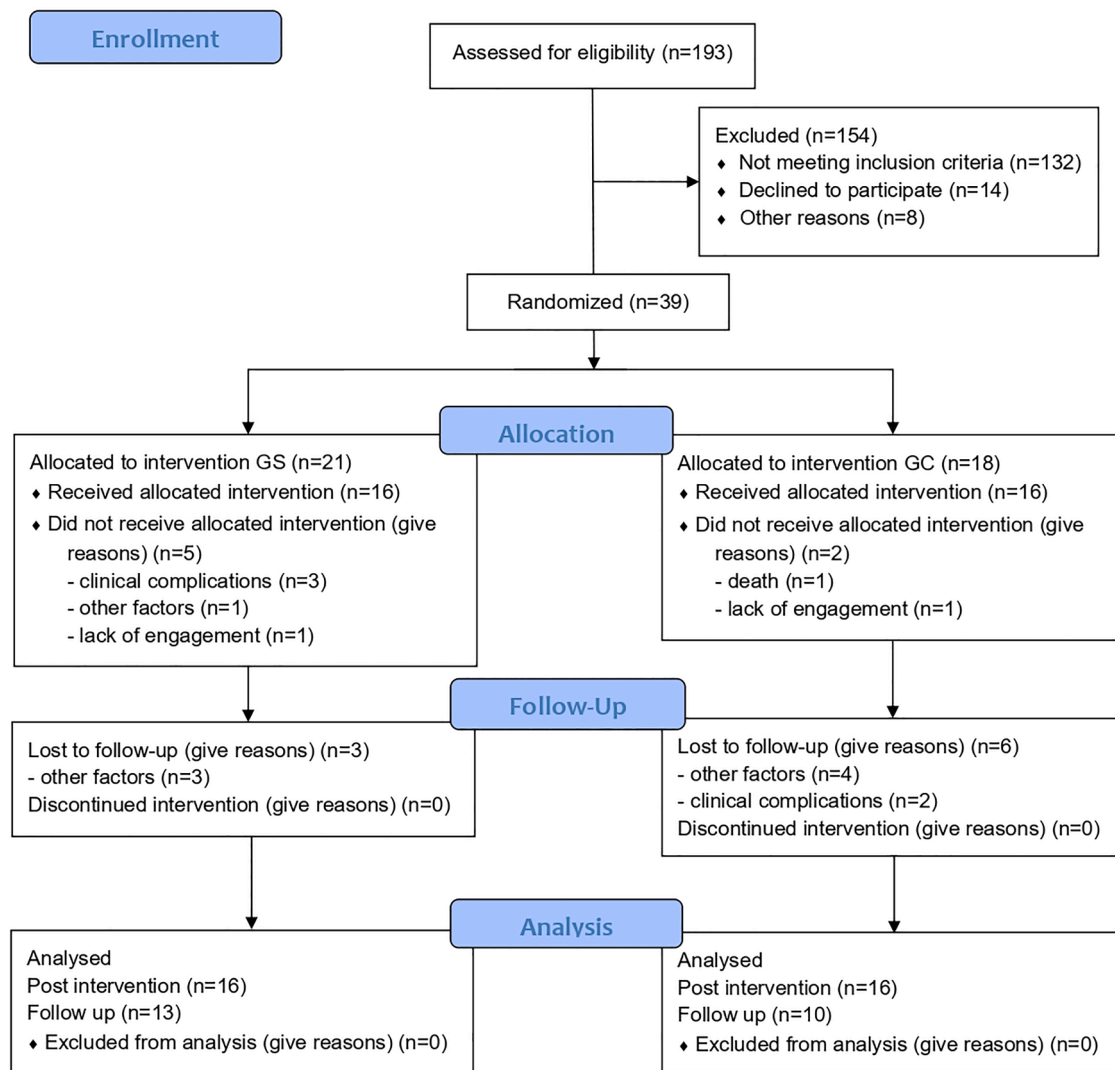 Enrollment
Assessed for eligibility (n=193)
Excluded (n=154)
♦ Not meeting inclusion criteria (n=132)
♦ Declined to participate (n=14)
♦ Other reasons (n=8)
Randomized (n=39)
Allocation
Allocated to intervention GS (n=21)
♦ Received allocated intervention (n=16)
♦ Did not receive allocated intervention (give
reasons) (n=5)
- clinical complications (n=3)
- other factors (n=1)
- lack of engagement (n=1)
Allocated to intervention GC (n=18)
♦ Received allocated intervention (n=16)
♦ Did not receive allocated intervention (give
reasons) (n=2)
- death (n=1)
- lack of engagement (n=1)
Follow-Up
Lost to follow-up (give reasons) (n=3)
- other factors (n=3)
Discontinued intervention (give reasons) (n=0)
Lost to follow-up (give reasons) (n=6)
- other factors (n=4)
- clinical complications (n=2)
Discontinued intervention (give reasons) (n=0)
Analysis
Analysed
Post intervention (n=16)
Follow up (n=13)
♦ Excluded from analysis (give reasons) (n=0)
Analysed
Post intervention (n=16)
Follow up (n=10)
♦ Excluded from analysis (give reasons) (n=0)